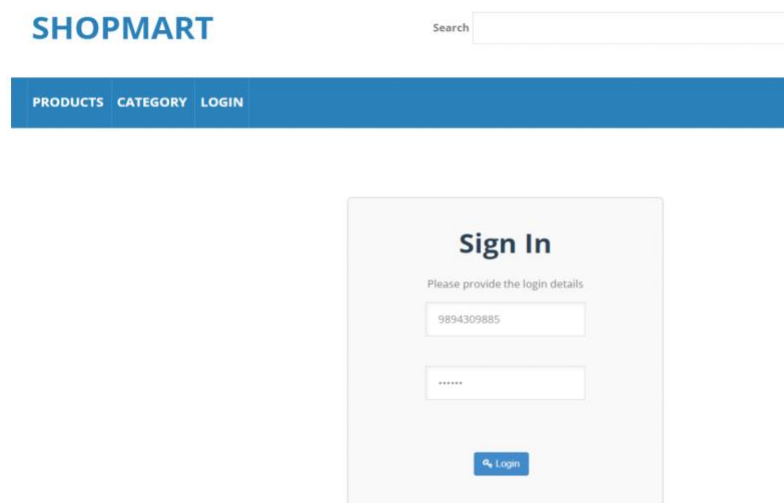 SHOPMART
Search
PRODUCTS CATEGORY LOGIN
Sign In
Please provide the login details
9894309885
••••••
Login